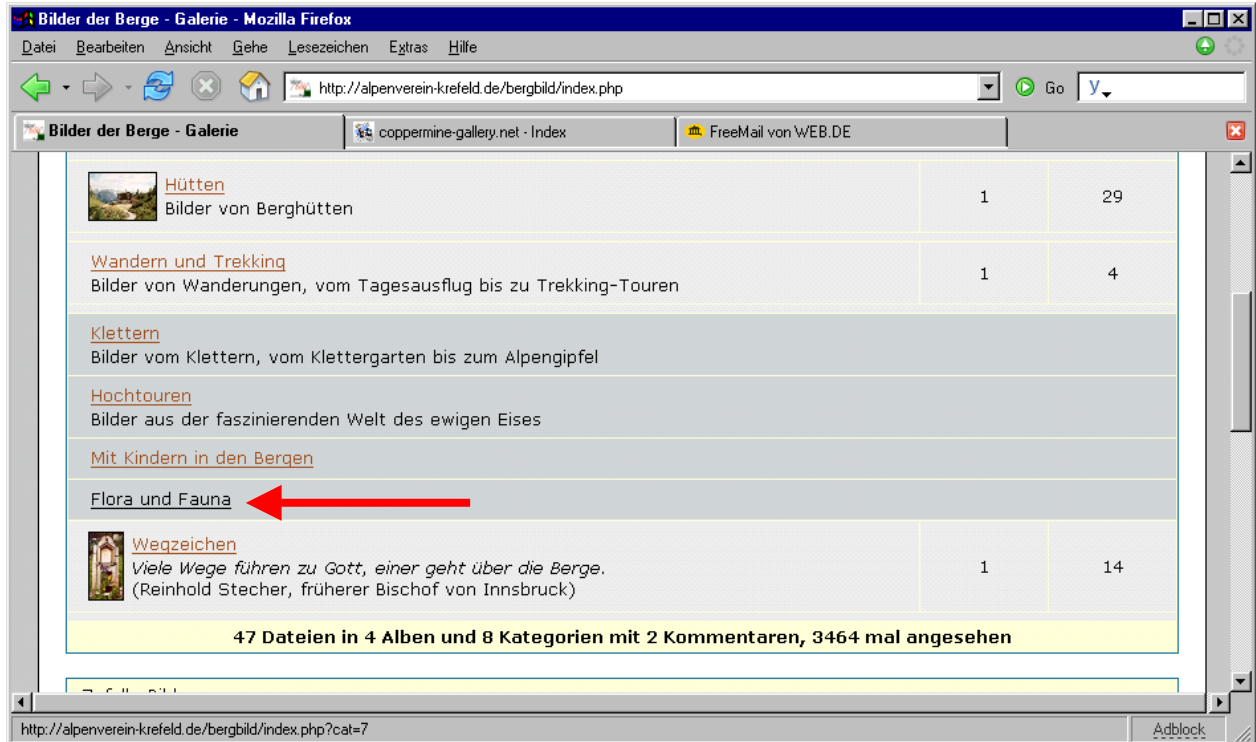 Bilder der Berge - Galerie - Mozilla Firefox
Datei Bearbeiten Ansicht Gehe Lesezeichen Extras Hilfe
http://alpenverein-krefeld.de/bergbild/index.php Go
Bilder der Berge - Galerie coppermine-gallery.net - Index FreeMail von WEB.DE
Hütten
Bilder von Berghütten 1 29
Wandern und Trekking
Bilder von Wanderungen, vom Tagesausflug bis zu Trekking-Touren 1 4
Klettern
Bilder vom Klettern, vom Klettergarten bis zum Alpengipfel
Hochtouren
Bilder aus der faszinierenden Welt des ewigen Eises
Mit Kindern in den Bergen
Flora und Fauna
Wegzeichen
Viele Wege führen zu Gott, einer geht über die Berge. 1 14
(Reinhold Stecher, früherer Bischof von Innsbruck)
47 Dateien in 4 Alben und 8 Kategorien mit 2 Kommentaren, 3464 mal angesehen
http://alpenverein-krefeld.de/bergbild/index.php?cat=7 Adblock